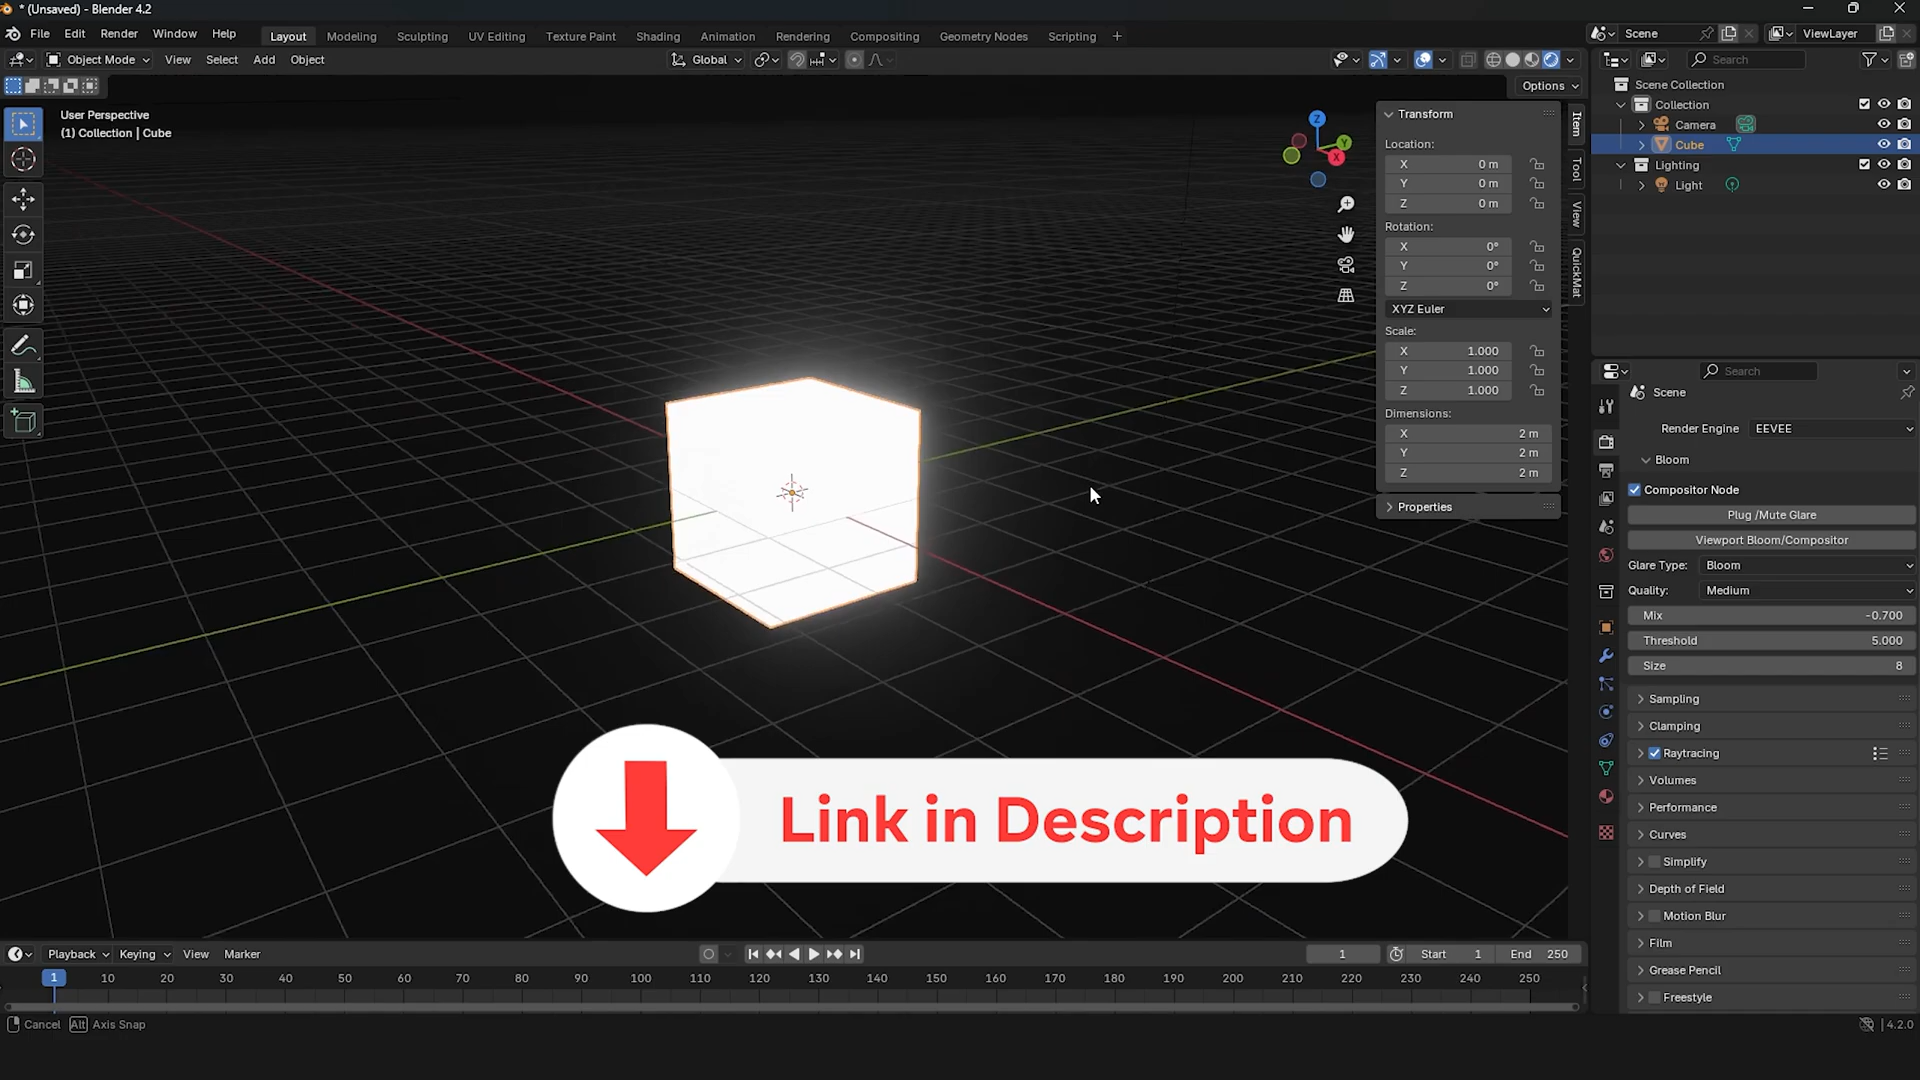 * (Unsaved) - Blender 4.2
File Edit Render Window Help Layout Modeling Sculpting UV Editing Texture Paint Shading Animation Rendering Compositing Geometry Nodes Scripting + Scene ViewLayer
Object Mode View Select Add Object Global Search
Options
User Perspective
(1) Collection | Cube
Z
Y
X
Transform
Location:
X 0 m
Y 0 m
Z 0 m
Rotation:
X 0°
Y 0°
Z 0°
XYZ Euler
Scale:
X 1.000
Y 1.000
Z 1.000
Dimensions:
X 2 m
Y 2 m
Z 2 m
Properties
Item
Tool
View
QuickMat
Scene Collection
Collection
Camera
Cube
Lighting
Light
Search
Scene
Render Engine EEVEE
Bloom
Compositor Node
Plug /Mute Glare
Viewport Bloom/Compositor
Glare Type: Bloom
Quality: Medium
Mix -0.700
Threshold 5.000
Size 8
Sampling
Clamping
Raytracing
Volumes
Performance
Curves
Simplify
Depth of Field
Motion Blur
Film
Grease Pencil
Freestyle
Link in Description
Playback Keying View Marker 1 Start 1 End 250
1 10 20 30 40 50 60 70 80 90 100 110 120 130 140 150 160 170 180 190 200 210 220 230 240 250
Cancel Alt Axis Snap 4.2.0